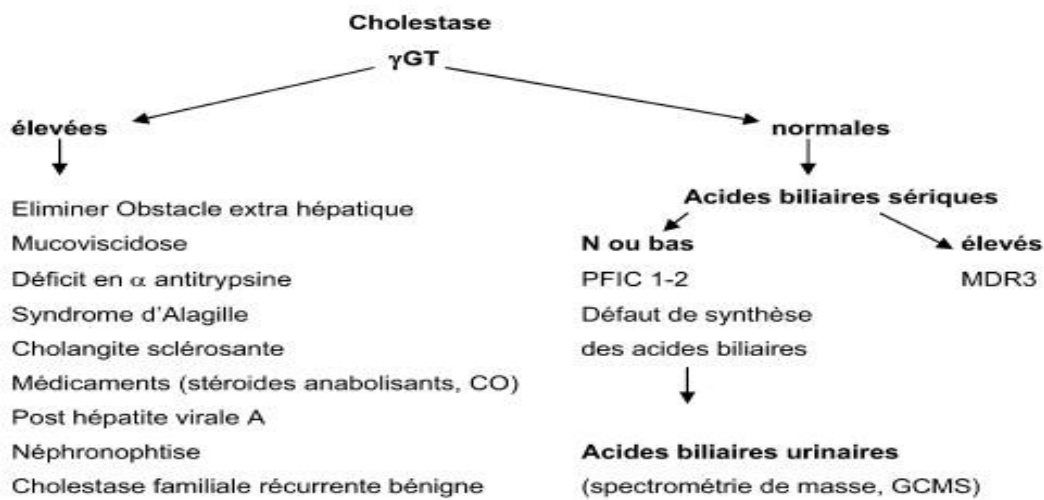 Cholestase
γGT
élevées
normales
Eliminer Obstacle extra hépatique
Mucoviscidose
Déficit en α antitrypsine
Syndrome d'Alagille
Cholangite sclérosante
Médicaments (stéroides anabolisants, CO)
Post hépatite virale A
Néphronophtise
Cholestase familiale récurrente bénigne
Acides biliaires sériques
N ou bas
PFIC 1-2
Défaut de synthèse
des acides biliaires
Acides biliaires urinaires
(spectrométrie de masse, GCMS)
élevés
MDR3